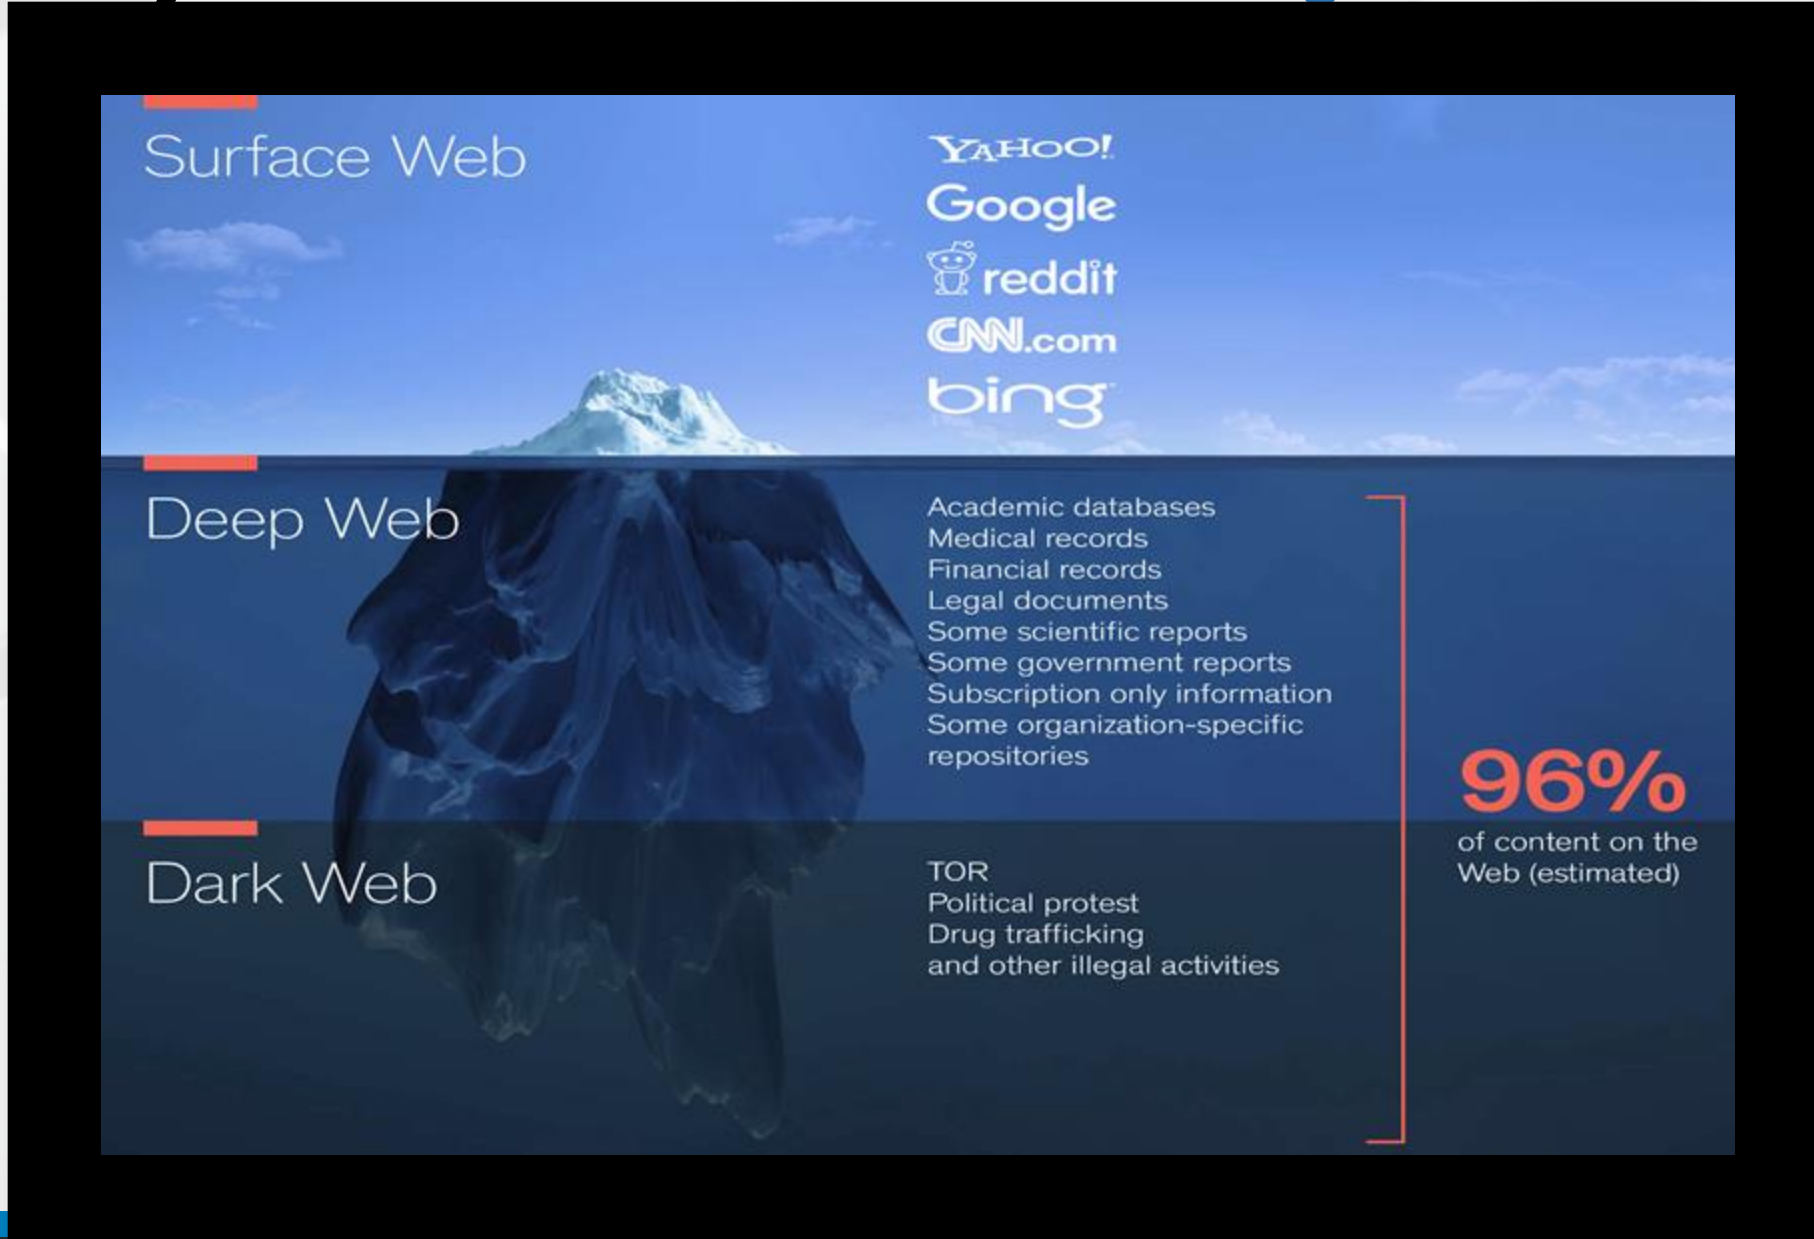 Surface Web
YAHOO!
Google
reddit
CNN.com
bing
Deep Web
Academic databases
Medical records
Financial records
Legal documents
Some scientific reports
Some government reports
Subscription only information
Some organization-specific
repositories
96%
of content on the
Web (estimated)
Dark Web
TOR
Political protest
Drug trafficking
and other illegal activities